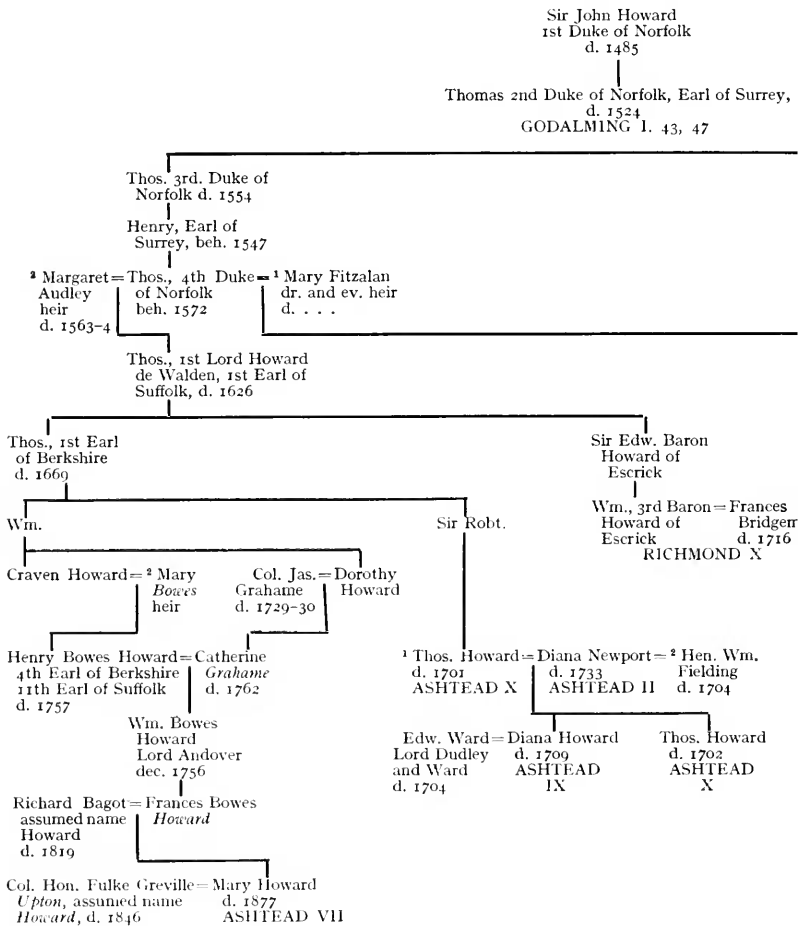 Sir John Howard
1st Duke of Norfolk
d. 1485
Thomas 2nd Duke of Norfolk, Earl of Surrey,
d. 1524
GODALMING I. 43, 47
Thos. 3rd. Duke of
Norfolk d. 1554
Henry, Earl of
Surrey, beh. 1547
² Margaret = Thos., 4th Duke = ¹ Mary Fitzalan
Audley of Norfolk dr. and ev. heir
heir beh. 1572 d. . . .
d. 1563-4
Thos., 1st Lord Howard
de Walden, 1st Earl of
Suffolk, d. 1626
Thos., 1st Earl
of Berkshire
d. 1669
Sir Edw. Baron
Howard of
Escrick
Wm., 3rd Baron = Frances
Howard of Bridgerr
Escrick d. 1716
RICHMOND X
Wm.
Sir Robt.
Craven Howard = ² Mary
Bowes
heir
Col. Jas. = Dorothy
Grahame Howard
d. 1729-30
Henry Bowes Howard = Catherine
4th Earl of Berkshire Grahame
11th Earl of Suffolk d. 1762
d. 1757
¹ Thos. Howard = Diana Newport = ² Hen. Wm.
d. 1701 d. 1733 Fielding
ASHTEAD X ASHTEAD II d. 1704
Wm. Bowes
Howard
Lord Andover
dec. 1756
Edw. Ward = Diana Howard
Lord Dudley d. 1709
and Ward ASHTEAD
d. 1704 IX
Thos. Howard
d. 1702
ASHTEAD
X
Richard Bagot = Frances Bowes
assumed name Howard
Howard
d. 1819
Col. Hon. Fulke Greville = Mary Howard
Upton, assumed name d. 1877
Howard, d. 1846 ASHTEAD VII